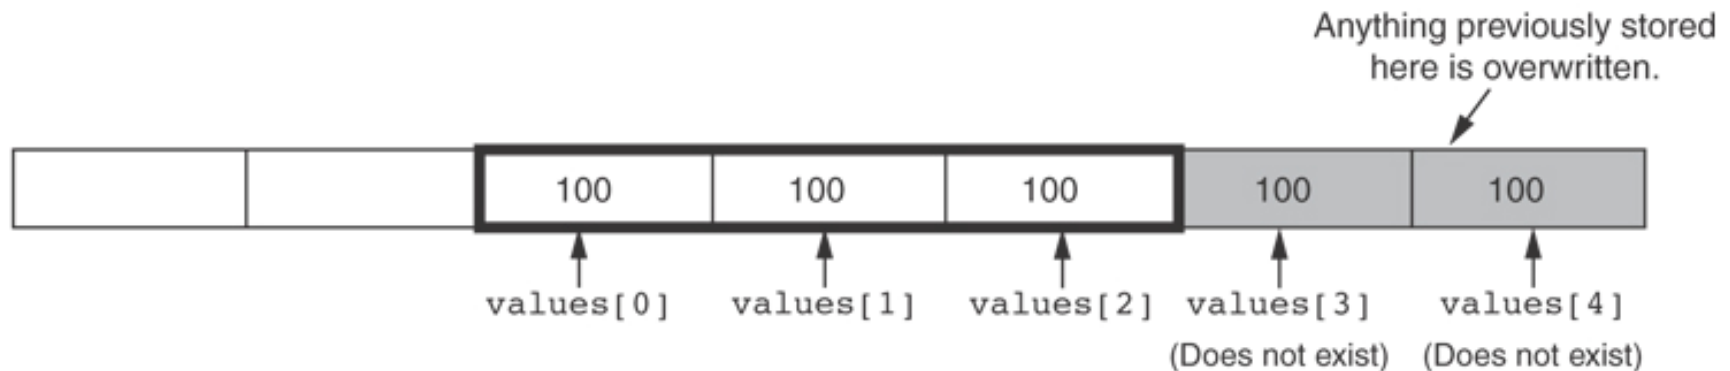 Anything previously stored
here is overwritten.
100 100 100 100 100
values[0] values[1] values[2] values[3] values[4]
(Does not exist) (Does not exist)